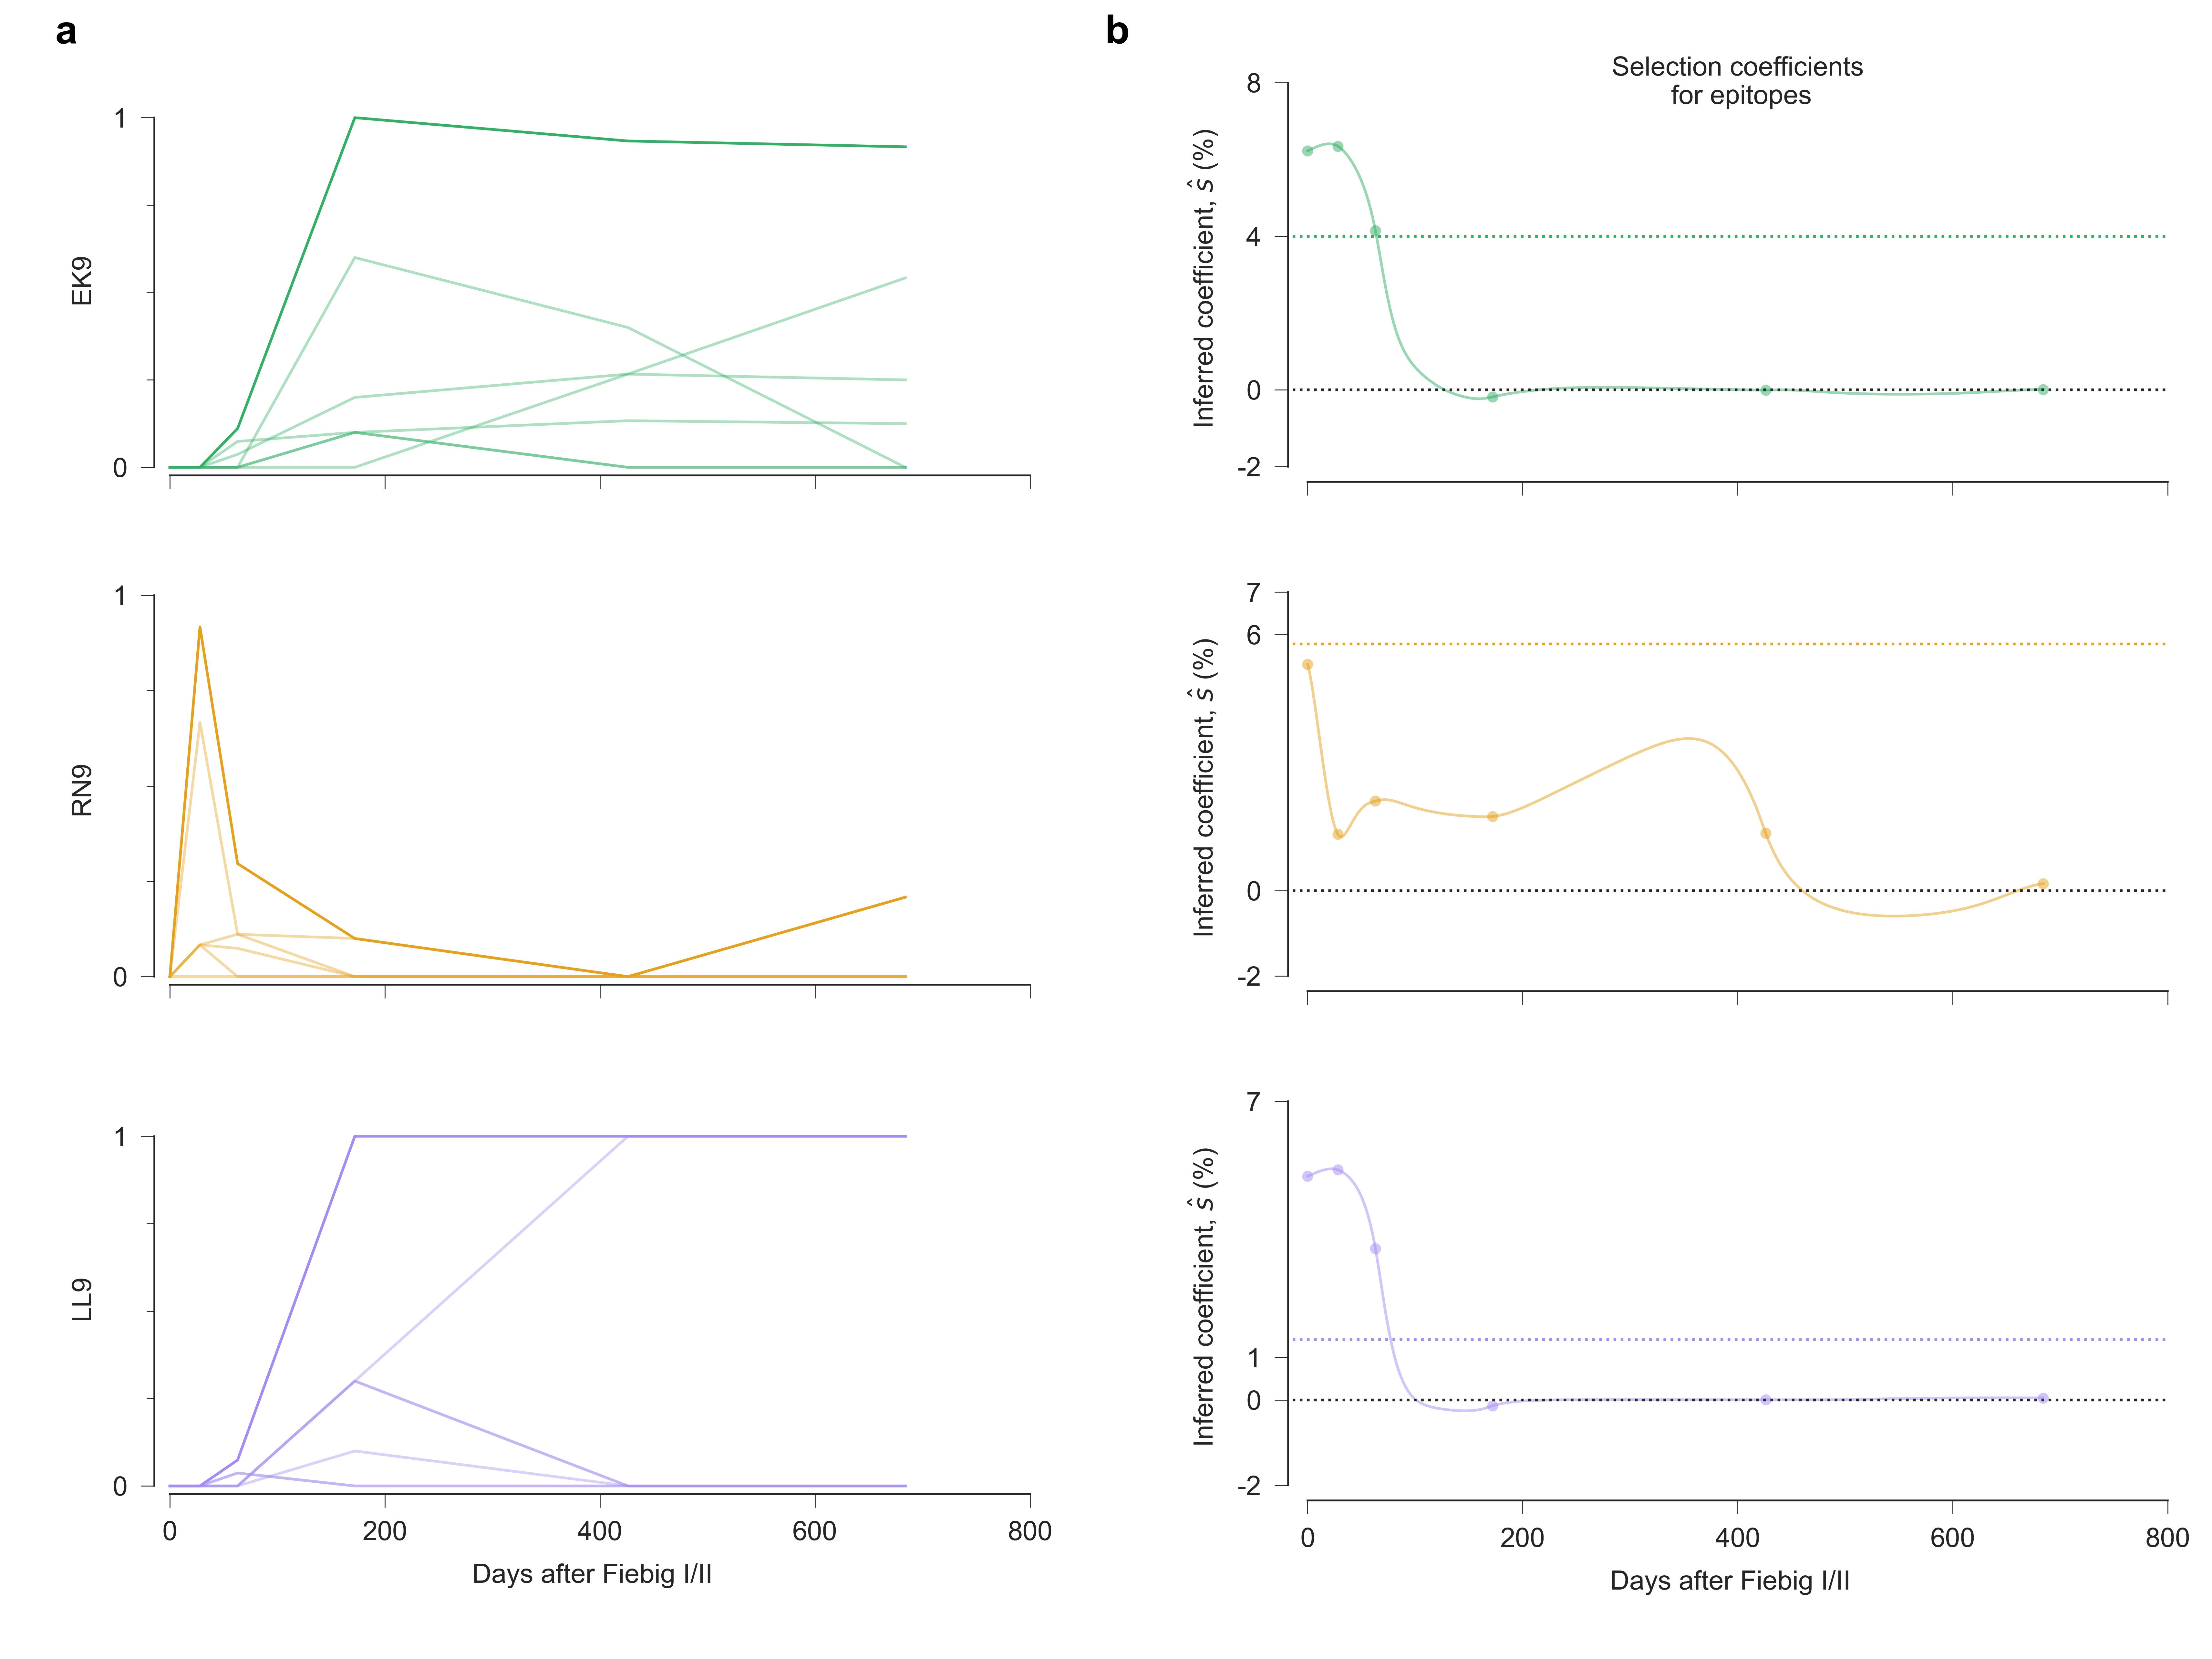 a
EK9
1
0
RN9
1
0
LL9
1
0
0 200 400 600 800
Days after Fiebig I/II
b
Selection coefficients
for epitopes
Inferred coefficient, ŝ (%)
8
4
0
-2
Inferred coefficient, ŝ (%)
7
6
0
-2
Inferred coefficient, ŝ (%)
7
1
0
-2
0 200 400 600 800
Days after Fiebig I/II